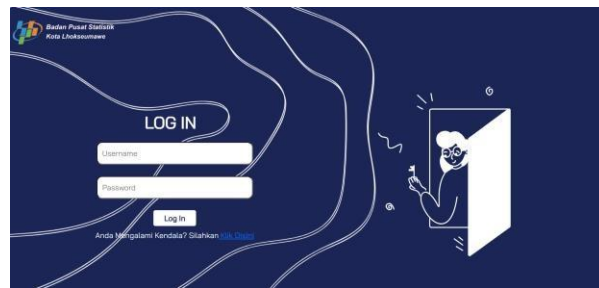 Badan Pusat Statistik
Kota Lhokseumawe
LOG IN
Username
Password
Log In
Anda Mengalami Kendala? Silahkan Klik Disini